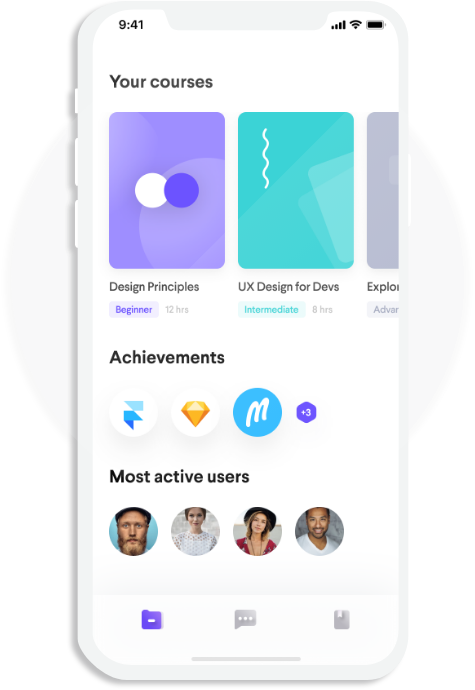 9:41
Your courses
Design Principles
UX Design for Devs
Explor
Beginner 12 hrs
Intermediate 8 hrs
Advar
Achievements
+3
Most active users